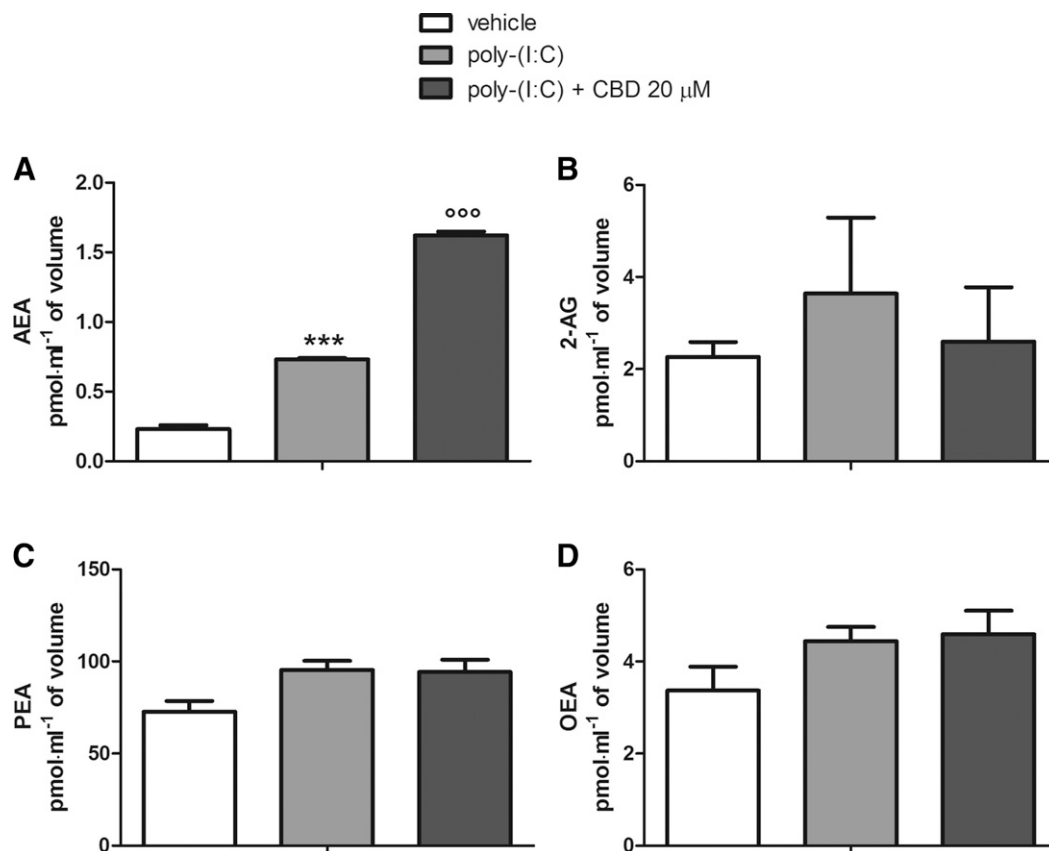 vehicle
poly-(I:C)
poly-(I:C) + CBD 20 μM
A
AEA
pmol·ml⁻¹ of volume
2.0
1.5
1.0
0.5
0.0
***
°°°
B
2-AG
pmol·ml⁻¹ of volume
6
4
2
0
C
PEA
pmol·ml⁻¹ of volume
150
100
50
0
D
OEA
pmol·ml⁻¹ of volume
6
4
2
0